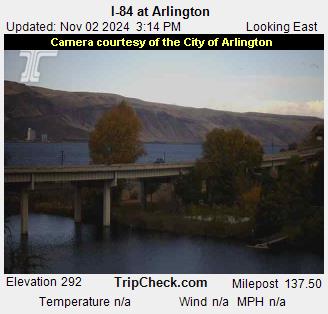 I-84 at Arlington
Updated: Nov 02 2024 3:14 PM Looking East
Camera courtesy of the City of Arlington
Elevation 292 TripCheck.com Milepost 137.50
Temperature n/a Wind n/a MPH n/a